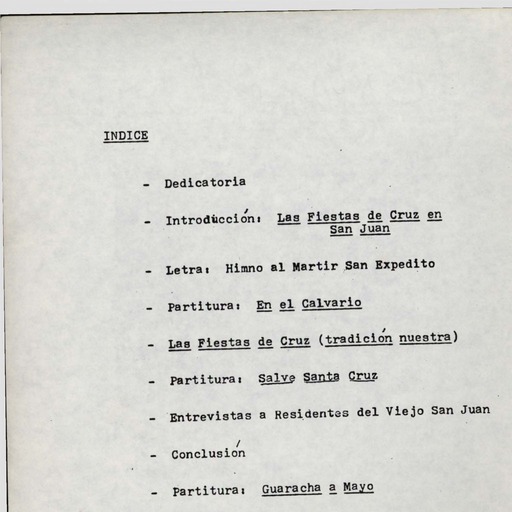 INDICE
- Dedicatoria
- Introducción: Las Fiestas de Cruz en
San Juan
- Letra: Himno al Martir San Expedito
- Partitura: En el Calvario
- Las Fiestas de Cruz (tradición nuestra)
- Partitura: Salve Santa Cruz
- Entrevistas a Residentes del Viejo San Juan
- Conclusión
- Partitura: Guaracha a Mayo